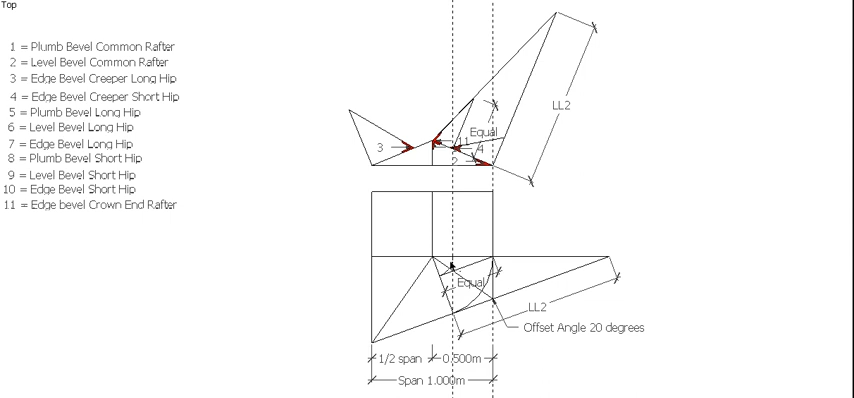 Top
1 = Plumb Bevel Common Rafter
2 = Level Bevel Common Rafter
3 = Edge Bevel Creeper Long Hip
4 = Edge Bevel Creeper Short Hip
5 = Plumb Bevel Long Hip
6 = Level Bevel Long Hip
7 = Edge Bevel Long Hip
8 = Plumb Bevel Short Hip
9 = Level Bevel Short Hip
10 = Edge Bevel Short Hip
11 = Edge bevel Crown End Rafter
LL2
Equal
11
3
4
2
Equal
LL2
Offset Angle 20 degrees
1/2 span
0.500m
Span 1.000m